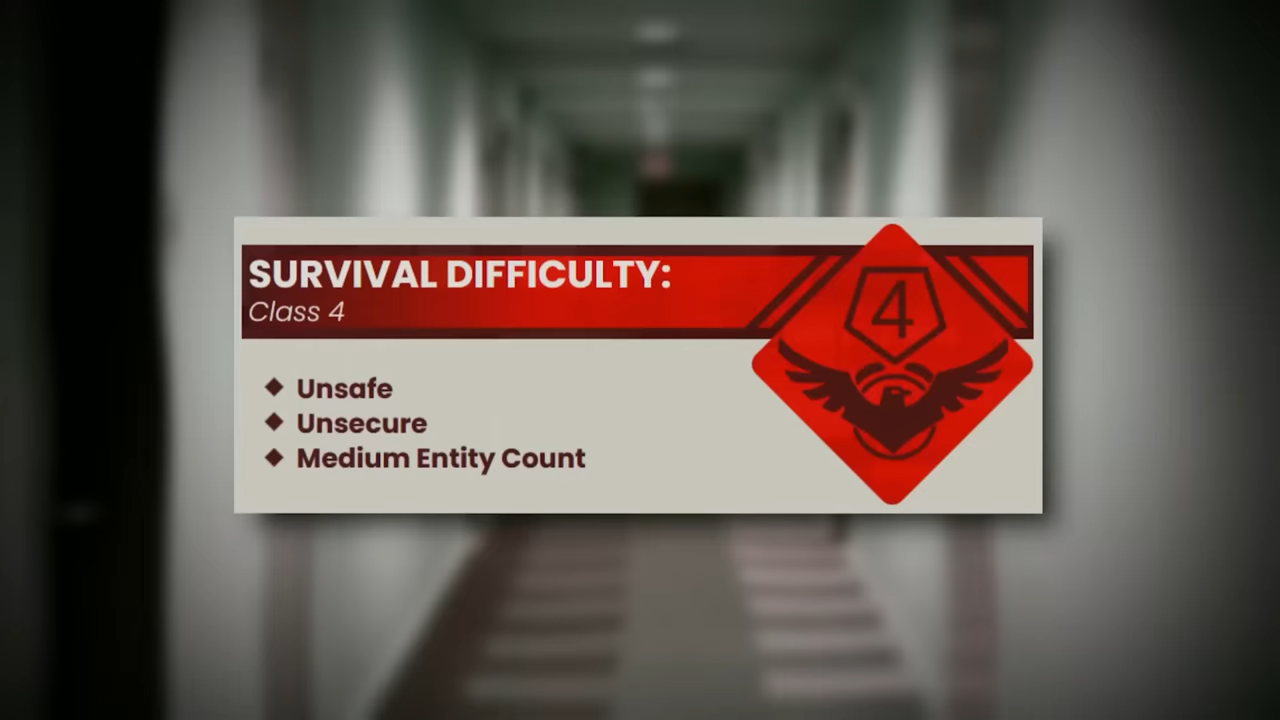 SURVIVAL DIFFICULTY:
Class 4
4
Unsafe
Unsecure
Medium Entity Count